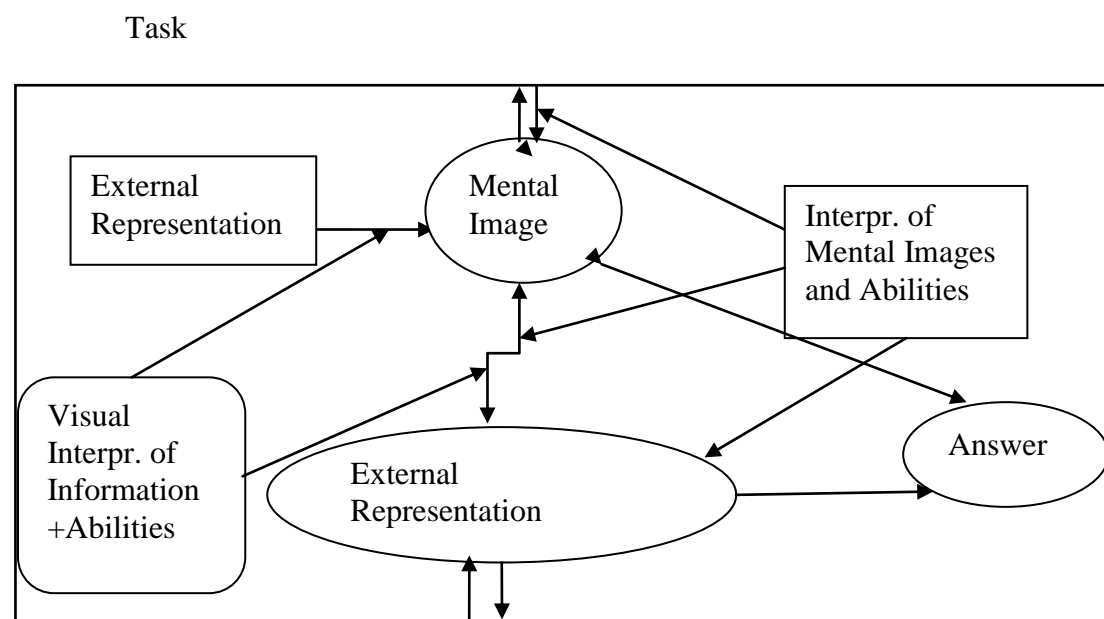 Task
External
Representation
Mental
Image
Interpr. of
Mental Images
and Abilities
Visual
Interpr. of
Information
+Abilities
External
Representation
Answer